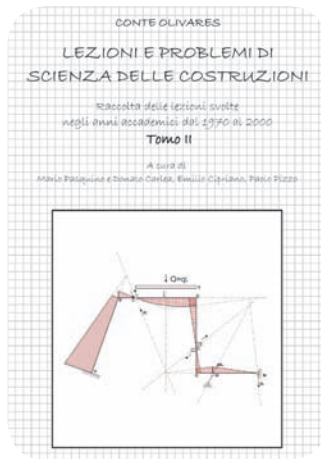 CONTE OLIVARES
LEZIONI E PROBLEMI DI
SCIENZA DELLE COSTRUZIONI
Raccolta delle lezioni svolte
negli anni accademici dal 1970 al 2000
Tomo II
A cura di
Mario Pasquino e Donato Carlea, Emilio Cipriano, Paolo Pizzo
Q=qL